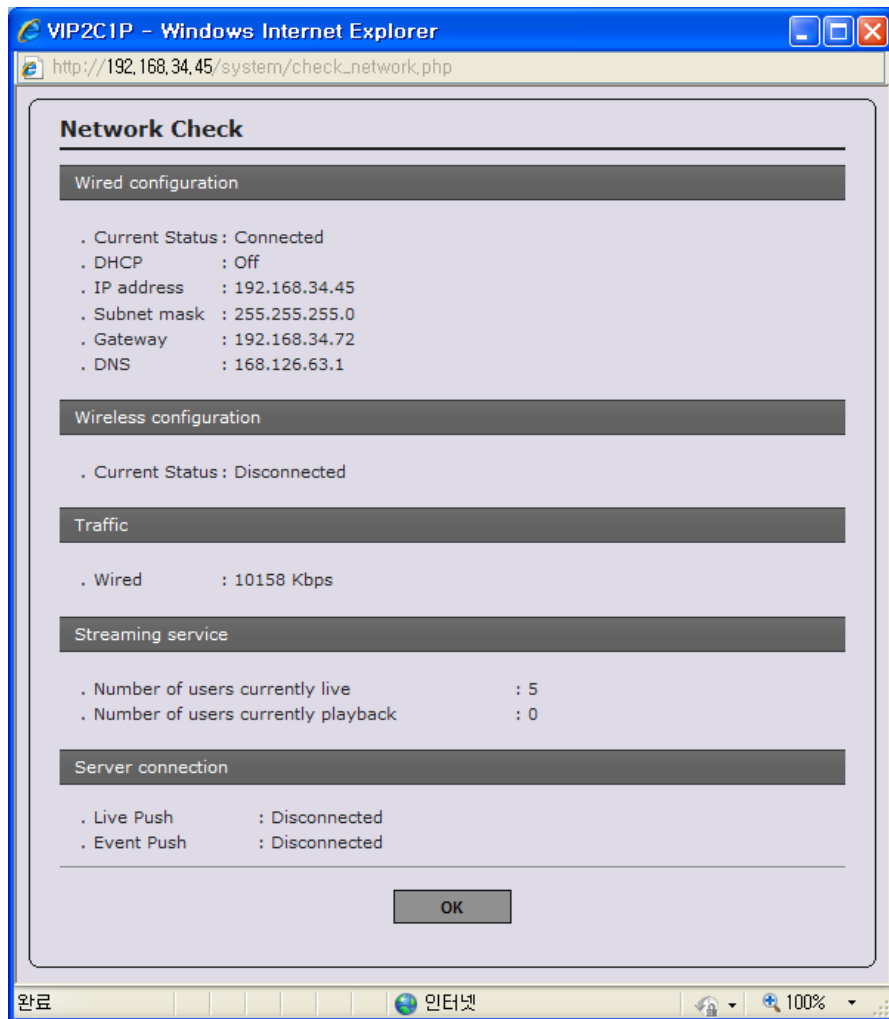 VIP2C1P - Windows Internet Explorer
http://192,168,34,45/system/check_network,php
Network Check
Wired configuration
. Current Status : Connected
. DHCP : Off
. IP address : 192.168.34.45
. Subnet mask : 255.255.255.0
. Gateway : 192.168.34.72
. DNS : 168.126.63.1
Wireless configuration
. Current Status : Disconnected
Traffic
. Wired : 10158 Kbps
Streaming service
. Number of users currently live : 5
. Number of users currently playback : 0
Server connection
. Live Push : Disconnected
. Event Push : Disconnected
OK
완료 인터넷 100%